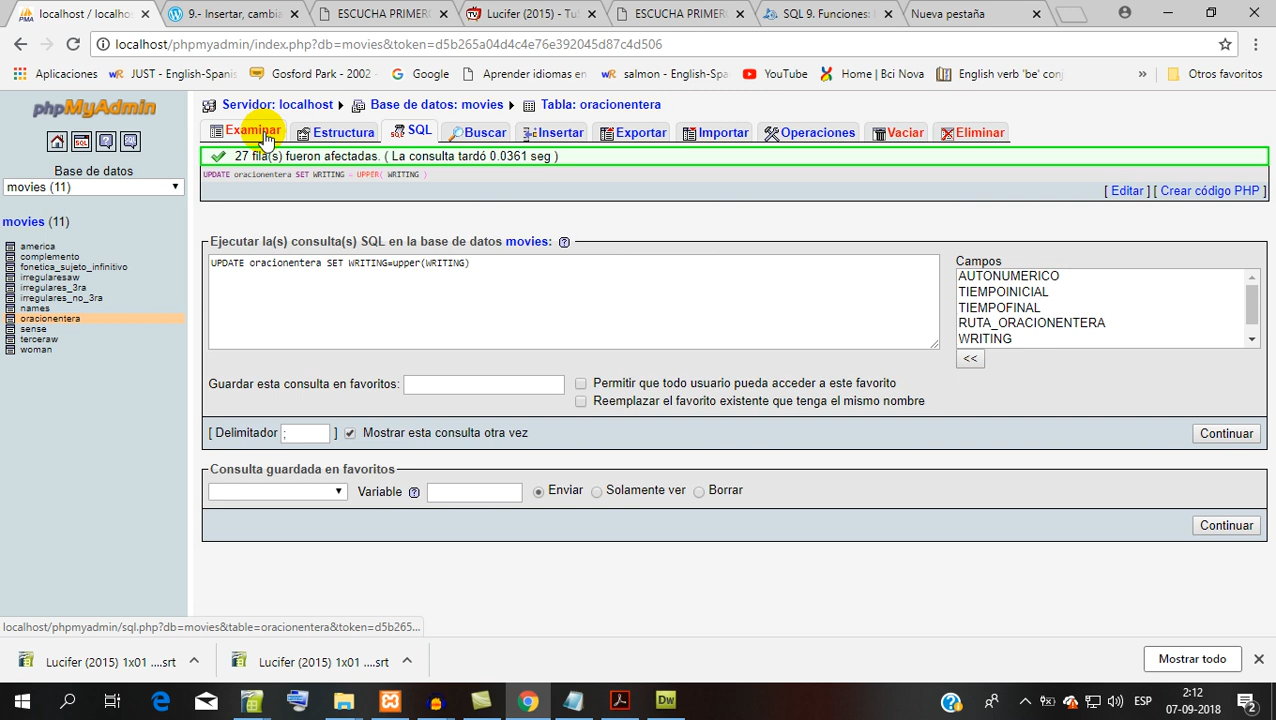 localhost / localhos
9.- Insertar, cambia
ESCUCHA PRIMERO
Lucifer (2015) - TuS
ESCUCHA PRIMERO
SQL 9. Funciones:
Nueva pestaña
localhost/phpmyadmin/index.php?db=movies&token=d5b265a04d4c4e76e392045d87c4d506
Aplicaciones
JUST - English-Spanis
Gosford Park - 2002
Google
Aprender idiomas en
salmon - English-Spa
YouTube
Home | Bci Nova
English verb 'be' conj
»
Otros favoritos
phpMyAdmin
Servidor: localhost
Base de datos: movies
Tabla: oracionentera
Examinar
Estructura
SQL
Buscar
Insertar
Exportar
Importar
Operaciones
Vaciar
Eliminar
27 fila(s) fueron afectadas. ( La consulta tardó 0.0361 seg )
UPDATE oracionentera SET WRITING = UPPER( WRITING )
[ Editar ] [ Crear código PHP ]
Base de datos
movies (11)
movies (11)
america
complemento
fonetica_sujeto_infinitivo
irregularesaw
irregulares_3ra
irregulares_no_3ra
names
oracionentera
sense
terceraw
woman
Ejecutar la(s) consulta(s) SQL en la base de datos movies:
UPDATE oracionentera SET WRITING=upper(WRITING)
Campos
AUTONUMERICO
TIEMPOINICIAL
TIEMPOFINAL
RUTA_ORACIONENTERA
WRITING
<<
Guardar esta consulta en favoritos:
Permitir que todo usuario pueda acceder a este favorito
Reemplazar el favorito existente que tenga el mismo nombre
[ Delimitador ; ] Mostrar esta consulta otra vez
Continuar
Consulta guardada en favoritos
Variable
Enviar
Solamente ver
Borrar
Continuar
localhost/phpmyadmin/sql.php?db=movies&table=oracionentera&token=d5b265...
Lucifer (2015) 1x01 ....srt
Lucifer (2015) 1x01 ....srt
Mostrar todo
ESP
2:12
07-09-2018
2